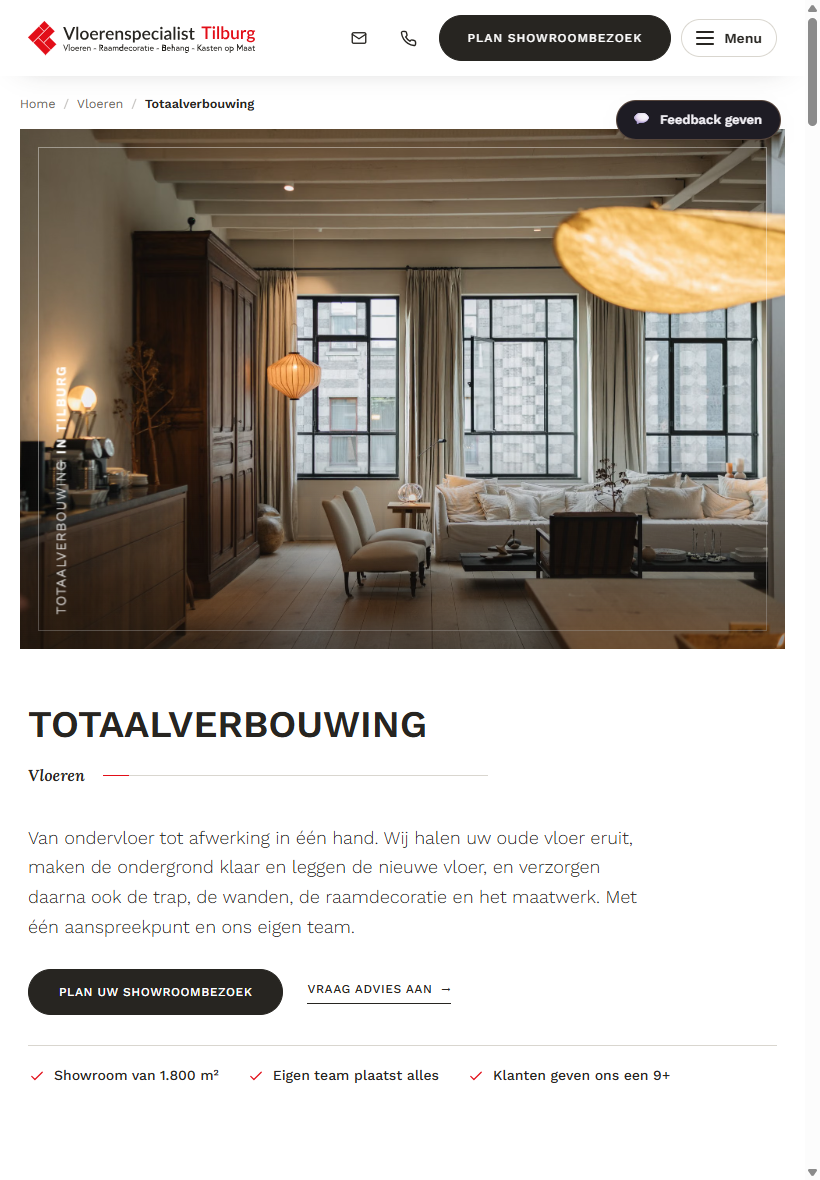 Vloerenspecialist Tilburg
Vloeren - Raamdecoratie - Behang - Kasten op Maat
PLAN SHOWROOMBEZOEK
Menu
Home / Vloeren / Totaalverbouwing
Feedback geven
TOTAALVERBOUWING IN TILBURG
TOTAALVERBOUWING
Vloeren
Van ondervloer tot afwerking in één hand. Wij halen uw oude vloer eruit,
maken de ondergrond klaar en leggen de nieuwe vloer, en verzorgen
daarna ook de trap, de wanden, de raamdecoratie en het maatwerk. Met
één aanspreekpunt en ons eigen team.
PLAN UW SHOWROOMBEZOEK
VRAAG ADVIES AAN →
Showroom van 1.800 m²
Eigen team plaatst alles
Klanten geven ons een 9+